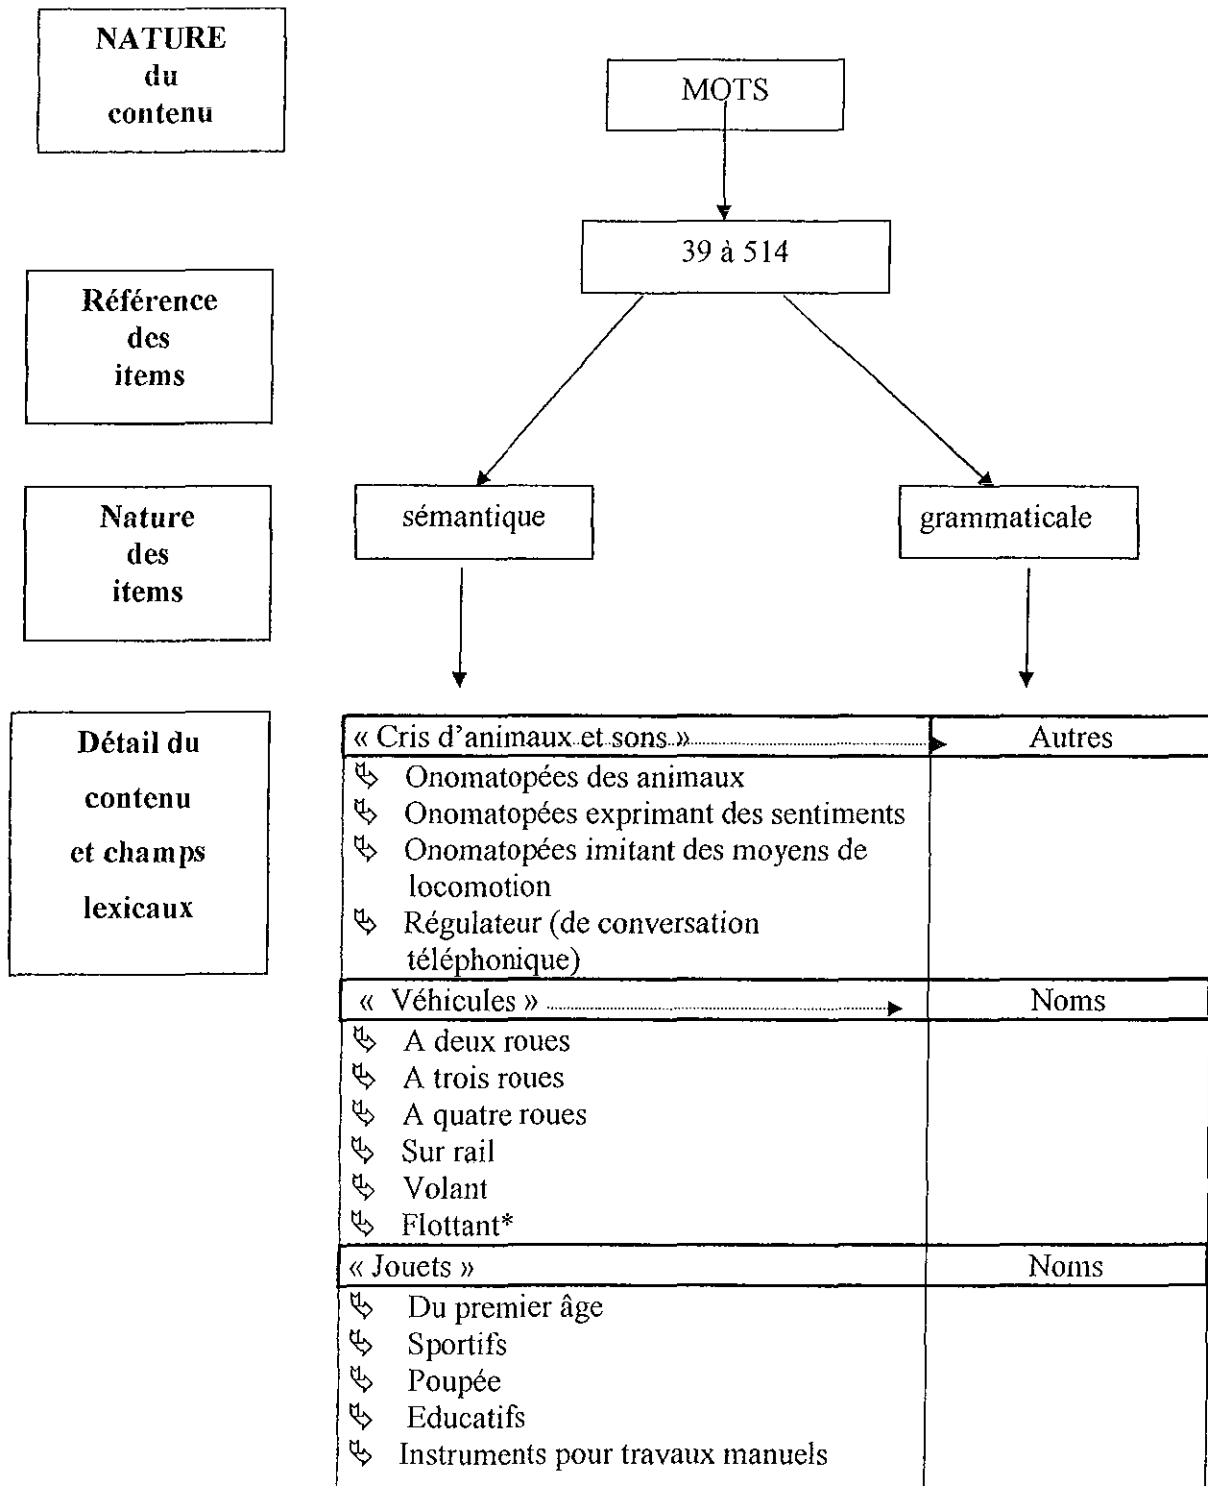 NATURE
du
contenu
MOTS
39 à 514
Référence
des
items
Nature
des
items
sémantique
grammaticale
Détail du
contenu
et champs
lexicaux
« Cris d'animaux et sons » Autres
Onomatopées des animaux
Onomatopées exprimant des sentiments
Onomatopées imitant des moyens de
locomotion
Régulateur (de conversation
téléphonique)
« Véhicules » Noms
A deux roues
A trois roues
A quatre roues
Sur rail
Volant
Flottant*
« Jouets » Noms
Du premier âge
Sportifs
Poupée
Educatifs
Instruments pour travaux manuels